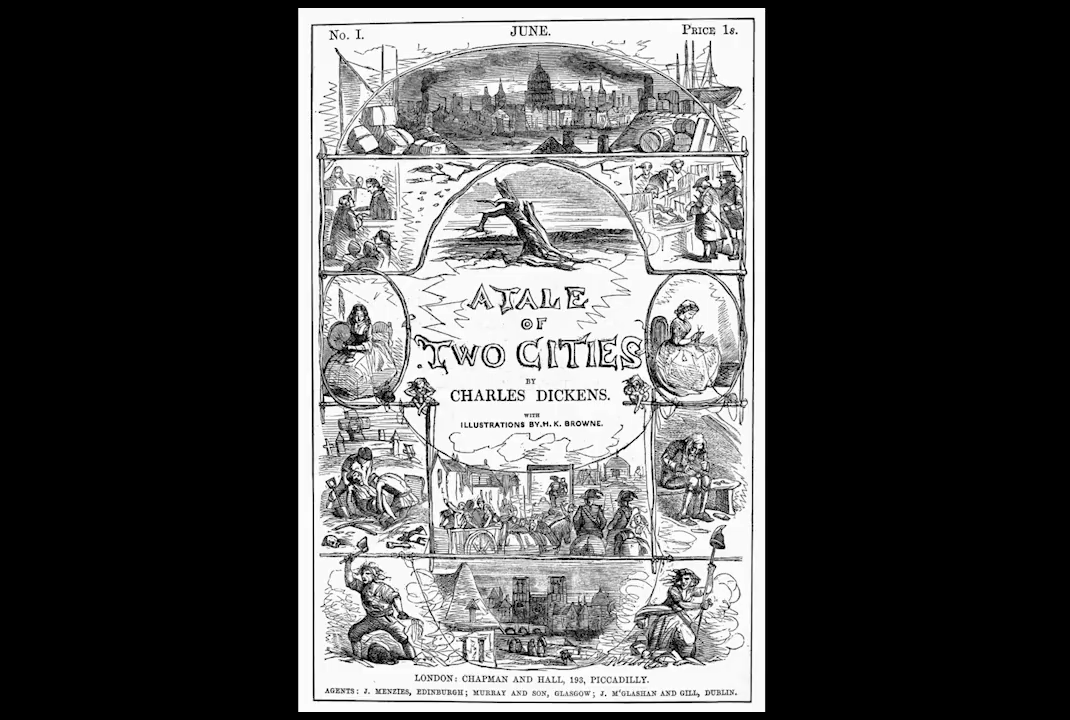 No. I. JUNE. PRICE 1s.
A TALE
OF
TWO CITIES
BY
CHARLES DICKENS.
WITH
ILLUSTRATIONS BY H. K. BROWNE.
LONDON: CHAPMAN AND HALL, 193, PICCADILLY.
AGENTS: J. MENZIES, EDINBURGH; MURRAY AND SON, GLASGOW; J. M'GLASHAN AND GILL, DUBLIN.